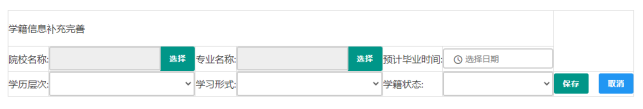 学籍信息补充完善
院校名称: 选择 专业名称: 选择 预计毕业时间: 选择日期
学历层次: 学习形式: 学籍状态: 保存 取消